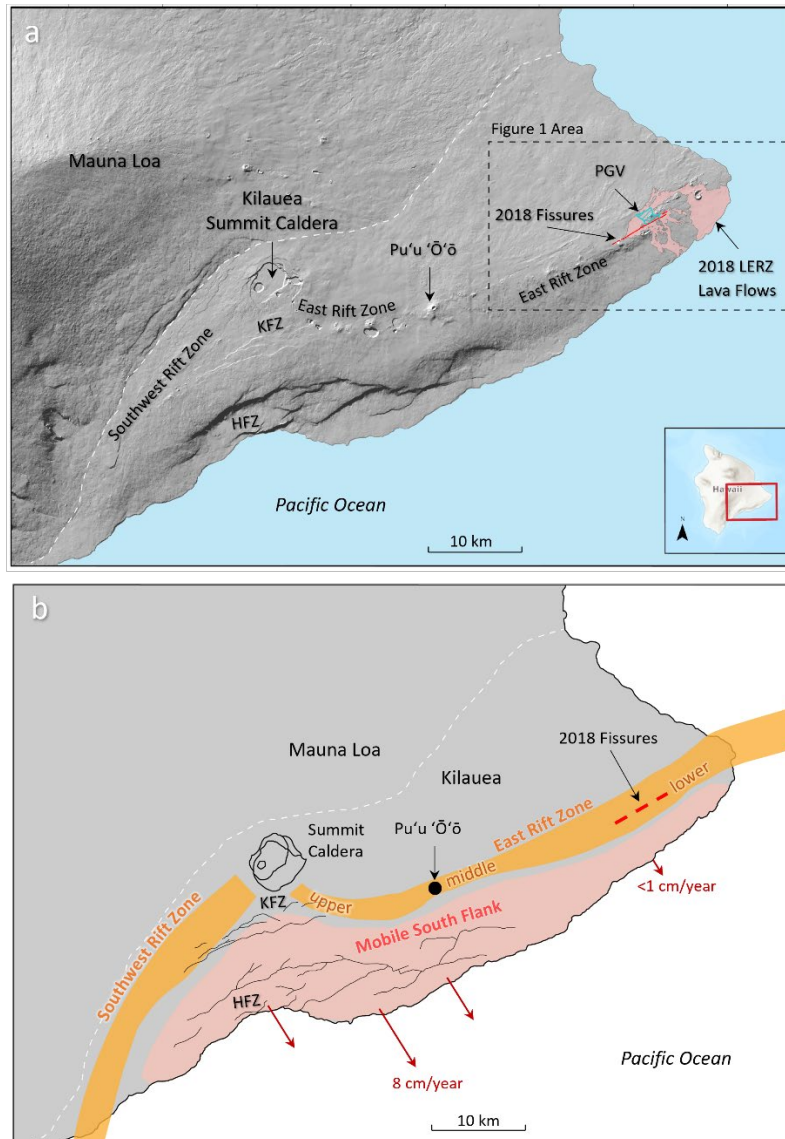 a
Figure 1 Area
Mauna Loa
PGV
Kilauea
Summit Caldera
2018 Fissures
Pu‘u ‘Ō‘ō
East Rift Zone
2018 LERZ
Lava Flows
East Rift Zone
KFZ
Southwest Rift Zone
HFZ
Pacific Ocean
10 km
Hawaii
N
b
2018 Fissures
Mauna Loa
Kilauea
lower
Summit
Caldera
Pu‘u ‘Ō‘ō
East Rift Zone
middle
<1 cm/year
KFZ
upper
Mobile South Flank
Southwest Rift Zone
HFZ
8 cm/year
Pacific Ocean
10 km